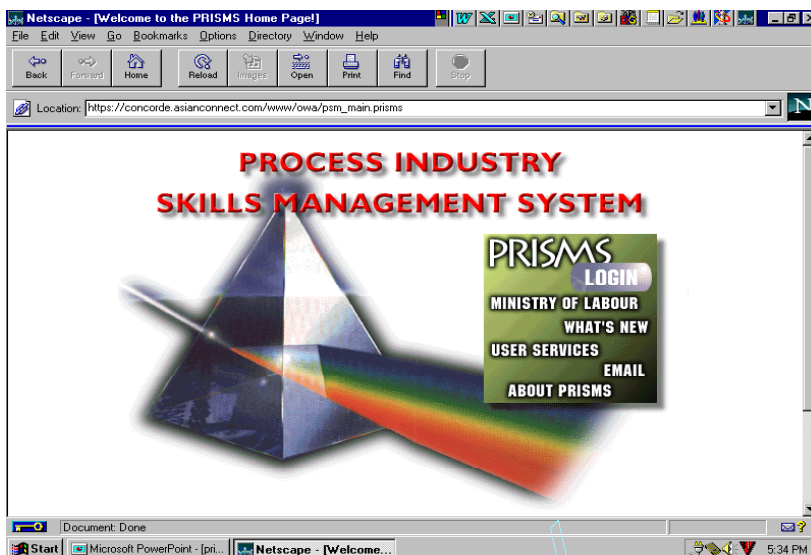 Netscape - [Welcome to the PRISMS Home Page!]
File Edit View Go Bookmarks Options Directory Window Help
Back Forward Home Reload Images Open Print Find Stop
Location: https://concorde.asianconnect.com/www/owa/psm_main.prisms
N
PROCESS INDUSTRY
SKILLS MANAGEMENT SYSTEM
PRISMS
LOGIN
MINISTRY OF LABOUR
WHAT'S NEW
USER SERVICES
EMAIL
ABOUT PRISMS
Document: Done
Start Microsoft PowerPoint - [pri... Netscape - [Welcome... 5:34 PM